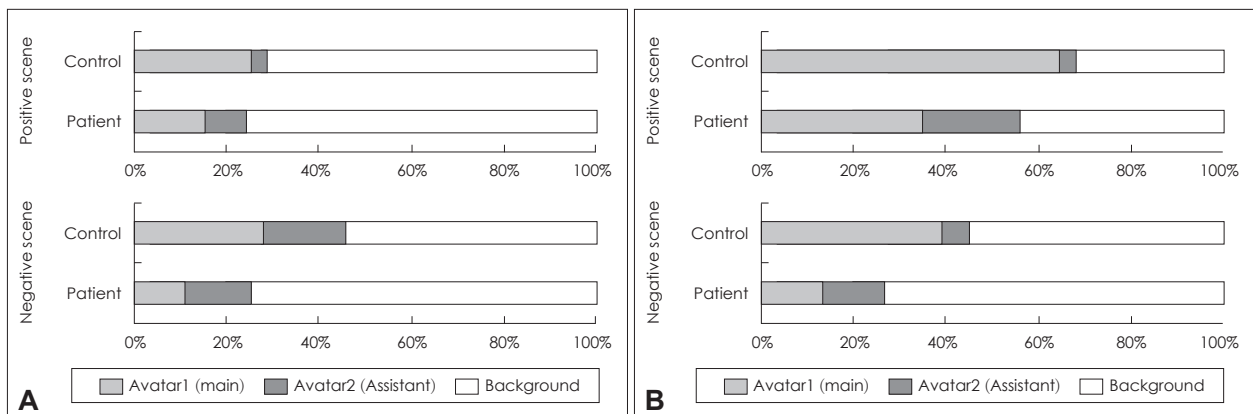 Positive scene
Control
Patient
0% 20% 40% 60% 80% 100%
Negative scene
Control
Patient
0% 20% 40% 60% 80% 100%
A
Avatar1 (main) Avatar2 (Assistant) Background
Positive scene
Control
Patient
0% 20% 40% 60% 80% 100%
Negative scene
Control
Patient
0% 20% 40% 60% 80% 100%
B
Avatar1 (main) Avatar2 (Assistant) Background